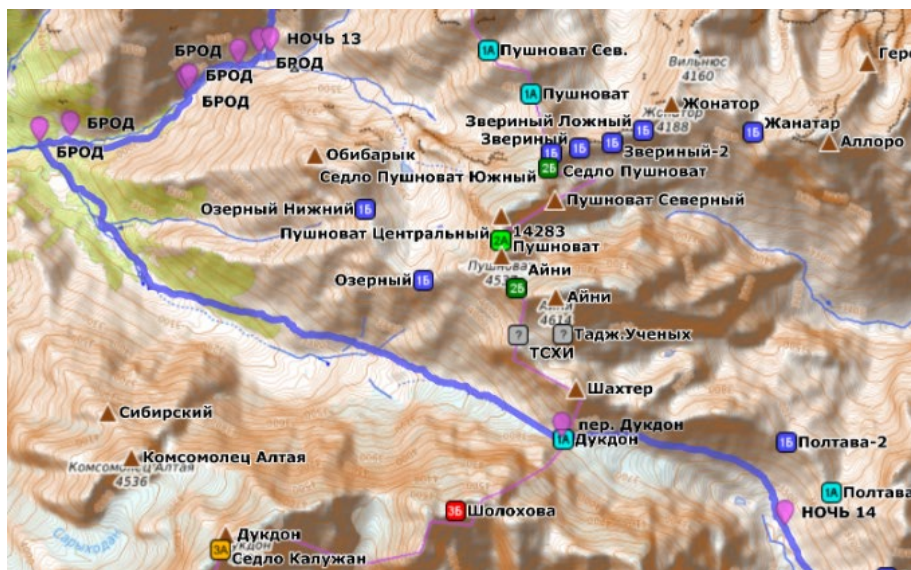 БРОД
НОЧЬ 13
БРОД
БРОД
БРОД
БРОД
БРОД
1А Пушноват Сев.
1А Пушноват
Вильнюс
4160
Геро
Жонатор
4188
Жонатор
Звериный Ложный
Звериный
1Б
1Б
1Б
1Б
Звериный-2
1Б
Жанатар
Аллоро
Обибарык
2Б
Седло Пушноват Южный
Седло Пушноват
Озерный Нижний 1Б
Пушноват Северный
Пушноват Центральный
14283
2А Пушноват
Озерный 1Б
Айни
2Б
Айни
4614
? Тадж.Ученых
?
ТСХИ
Шахтер
Сибирский
пер. Дукдон
1А Дукдон
1Б Полтава-2
Комсомолец Алтая
Комсомолец Алтая
4536
1А Полтава
НОЧЬ 14
3Б Шолохова
Сарыходан
Дукдон
3А Седло Калужан